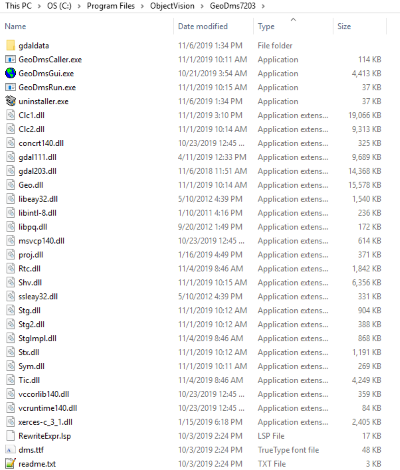 This PC › OS (C:) › Program Files › ObjectVision › GeoDms7203 ›
Name Date modified Type Size
gdaldata 11/6/2019 1:34 PM File folder
GeoDmsCaller.exe 11/1/2019 10:11 AM Application 114 KB
GeoDmsGui.exe 10/21/2019 3:54 AM Application 4,413 KB
GeoDmsRun.exe 11/1/2019 10:15 AM Application 37 KB
uninstaller.exe 11/6/2019 1:34 PM Application 37 KB
Clc1.dll 11/1/2019 3:10 PM Application extens... 19,066 KB
Clc2.dll 11/1/2019 10:14 AM Application extens... 9,313 KB
concrt140.dll 10/23/2019 12:45 ... Application extens... 325 KB
gdal111.dll 4/11/2019 12:33 PM Application extens... 9,689 KB
gdal203.dll 11/6/2018 11:51 AM Application extens... 14,368 KB
Geo.dll 11/1/2019 10:14 AM Application extens... 15,578 KB
libeay32.dll 5/10/2012 4:39 PM Application extens... 1,540 KB
libintl-8.dll 1/10/2011 4:16 PM Application extens... 236 KB
libpq.dll 9/20/2012 1:49 PM Application extens... 172 KB
msvcp140.dll 10/23/2019 12:45 ... Application extens... 614 KB
proj.dll 1/16/2019 4:49 PM Application extens... 371 KB
Rtc.dll 11/4/2019 8:46 AM Application extens... 1,842 KB
Shv.dll 11/1/2019 10:15 AM Application extens... 6,356 KB
ssleay32.dll 5/10/2012 4:39 PM Application extens... 331 KB
Stg.dll 11/1/2019 10:12 AM Application extens... 904 KB
Stg2.dll 11/1/2019 10:12 AM Application extens... 388 KB
StgImpl.dll 11/4/2019 8:46 AM Application extens... 868 KB
Stx.dll 11/1/2019 10:12 AM Application extens... 1,191 KB
Sym.dll 11/1/2019 10:11 AM Application extens... 269 KB
Tic.dll 11/4/2019 8:46 AM Application extens... 4,249 KB
vccorlib140.dll 10/23/2019 12:45 ... Application extens... 359 KB
vcruntime140.dll 10/23/2019 12:45 ... Application extens... 84 KB
xerces-c_3_1.dll 1/15/2019 6:18 PM Application extens... 2,405 KB
RewriteExpr.lsp 10/3/2019 2:24 PM LSP File 17 KB
dms.ttf 10/3/2019 2:24 PM TrueType font file 48 KB
readme.txt 10/3/2019 2:24 PM TXT File 3 KB